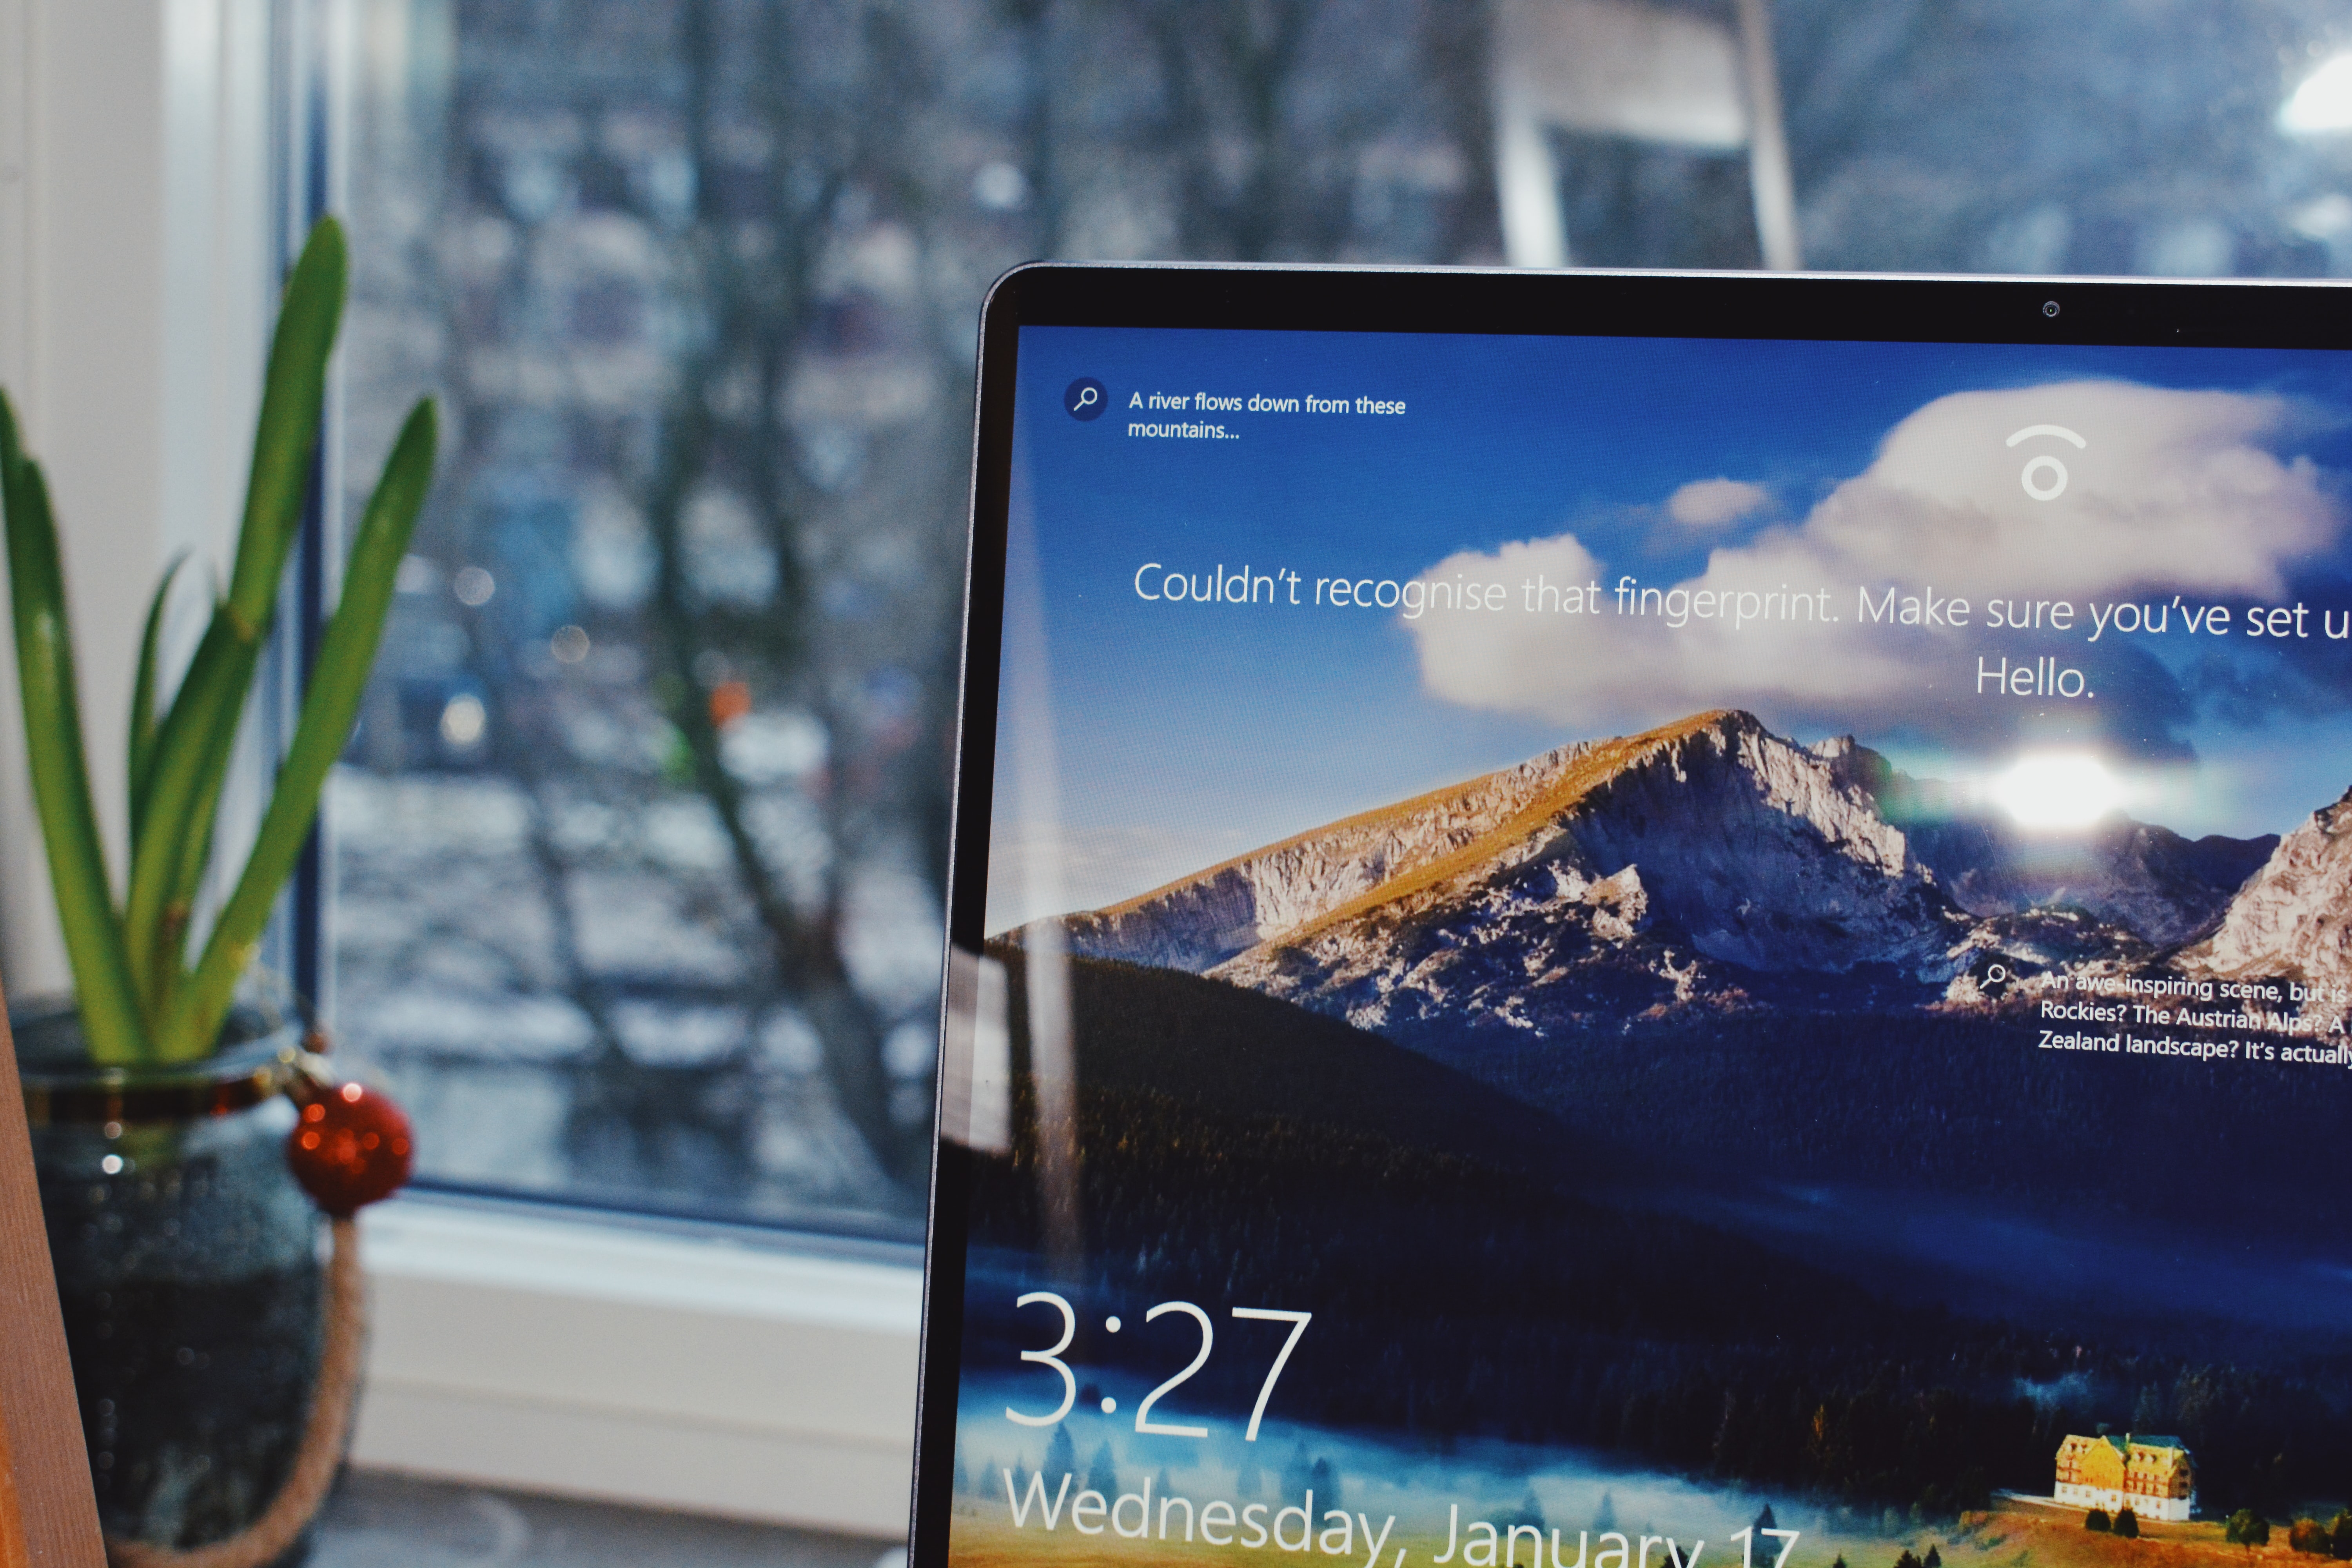 A river flows down from these
mountains...
Couldn't recognise that fingerprint. Make sure you've set u
Hello.
An awe-inspiring scene, but is
Rockies? The Austrian Alps? A
Zealand landscape? It's actually
3:27
Wednesday, January 17